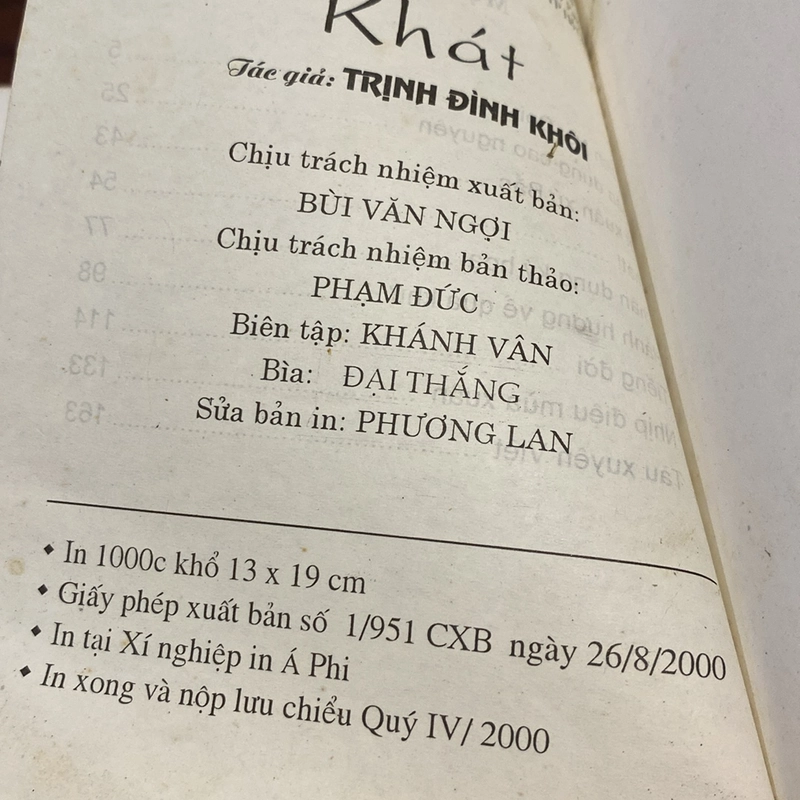 Khát
Tác giả: TRỊNH ĐÌNH KHÔI
Chịu trách nhiệm xuất bản:
BÙI VĂN NGỢI
Chịu trách nhiệm bản thảo:
PHẠM ĐỨC
Biên tập: KHÁNH VÂN
Bìa: ĐẠI THẮNG
Sửa bản in: PHƯƠNG LAN
• In 1000c khổ 13 x 19 cm
• Giấy phép xuất bản số 1/951 CXB ngày 26/8/2000
• In tại Xí nghiệp in Á Phi
• In xong và nộp lưu chiểu Quý IV/ 2000